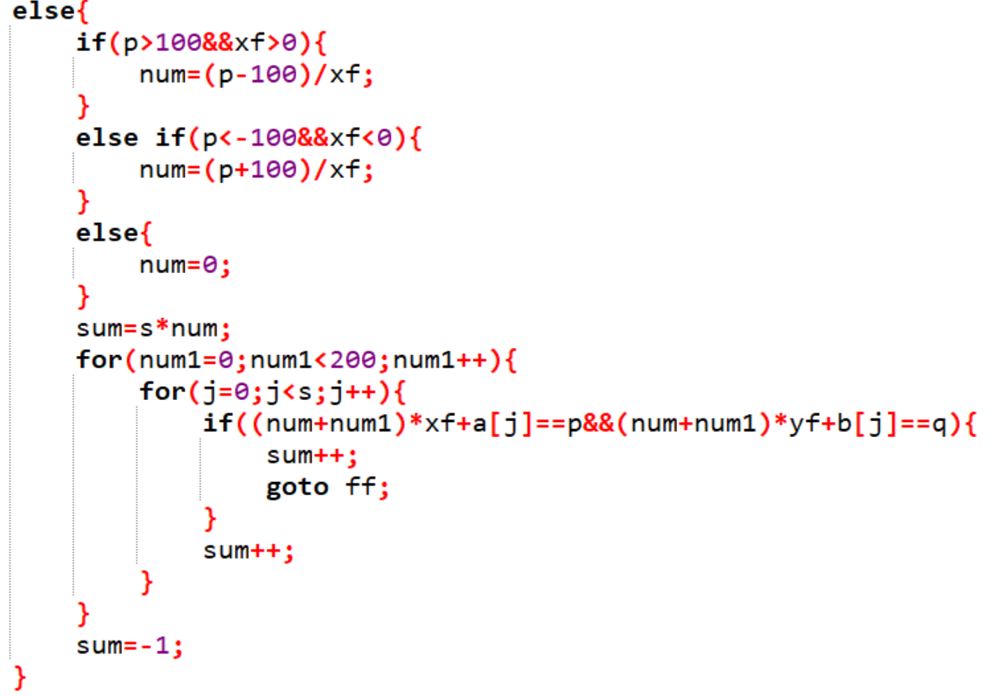 else{
    if(p>100&&xf>0){
        num=(p-100)/xf;
    }
    else if(p<-100&&xf<0){
        num=(p+100)/xf;
    }
    else{
        num=0;
    }
    sum=s*num;
    for(num1=0;num1<200;num1++){
        for(j=0;j<s;j++){
            if((num+num1)*xf+a[j]==p&&(num+num1)*yf+b[j]==q){
                sum++;
                goto ff;
            }
            sum++;
        }
    }
    sum=-1;
}